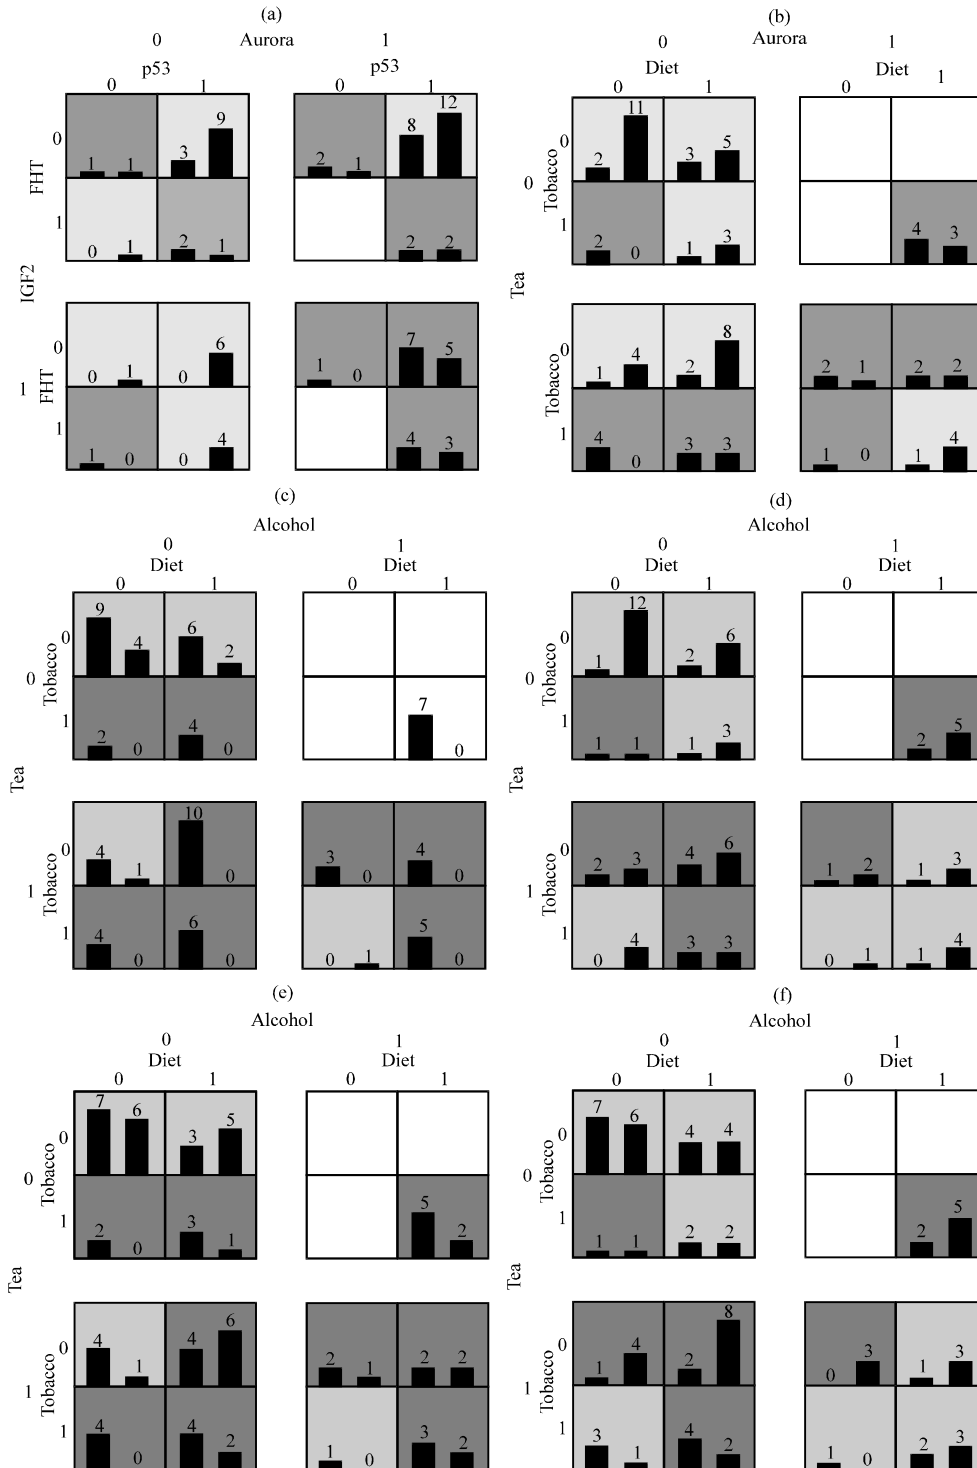 (a)
0 Aurora 1
p53 p53
0 1 0 1
FHT 0 1 1 3 9 2 1 8 12
1 0 1 2 1 2 2
IGF2
FHT 0 0 1 0 6 1 0 7 5
1
1 1 0 0 4 4 3
(b)
0 Aurora 1
Diet Diet
0 1 0 1
Tobacco 0 2 11 3 5
0
1 2 0 1 3 4 3
Tea
Tobacco 0 1 4 2 8 2 1 2 2
1 4 0 3 3 1 0 1 4
(c)
Alcohol
0 1
Diet Diet
0 1 0 1
Tobacco 0 9 4 6 2
0
1 2 0 4 0 7 0
Tea
Tobacco 0 4 1 10 0 3 0 4 0
1
1 4 0 6 0 0 1 5 0
(d)
Alcohol
0 1
Diet Diet
0 1 0 1
Tobacco 0 1 12 2 6
0
1 1 1 1 3 2 5
Tea
Tobacco 0 2 3 4 6 1 2 1 3
1
1 0 4 3 3 0 1 1 4
(e)
Alcohol
0 1
Diet Diet
0 1 0 1
Tobacco 0 7 6 3 5
0
1 2 0 3 1 5 2
Tea
Tobacco 0 4 1 4 6 2 1 2 2
1
1 4 0 4 2 1 0 3 2
(f)
Alcohol
0 1
Diet Diet
0 1 0 1
Tobacco 0 7 6 4 4
0
1 1 1 2 2 2 5
Tea
Tobacco 0 1 4 2 8 0 3 1 3
1
1 3 1 4 2 1 0 2 3